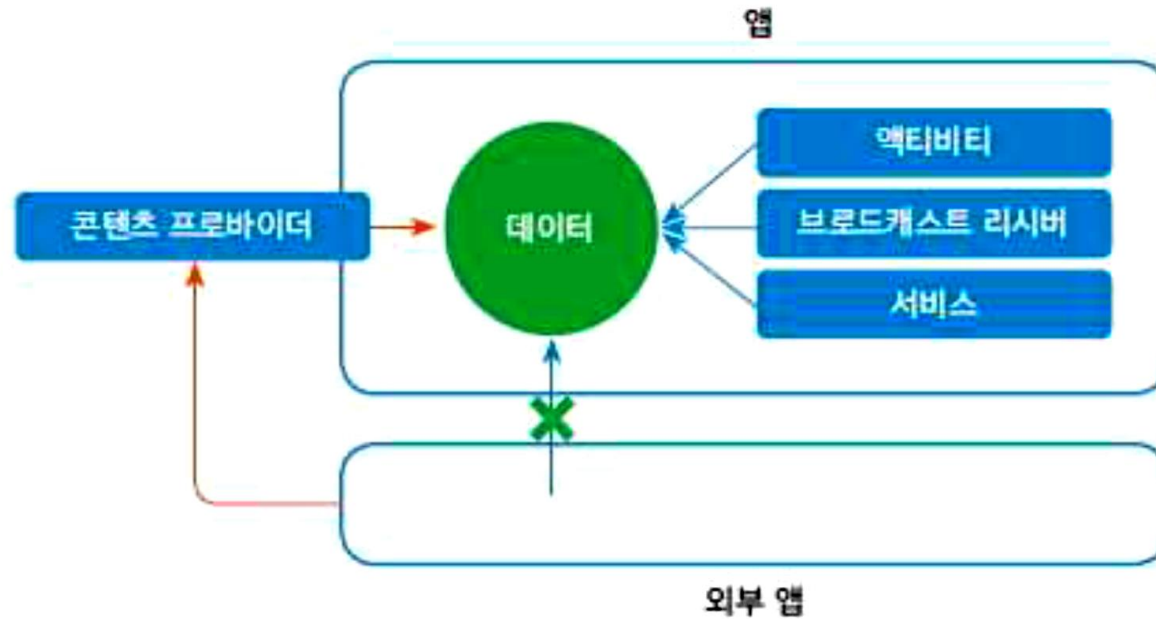 앱
액티비티
콘텐츠 프로바이더
데이터
브로드캐스트 리시버
서비스
외부 앱